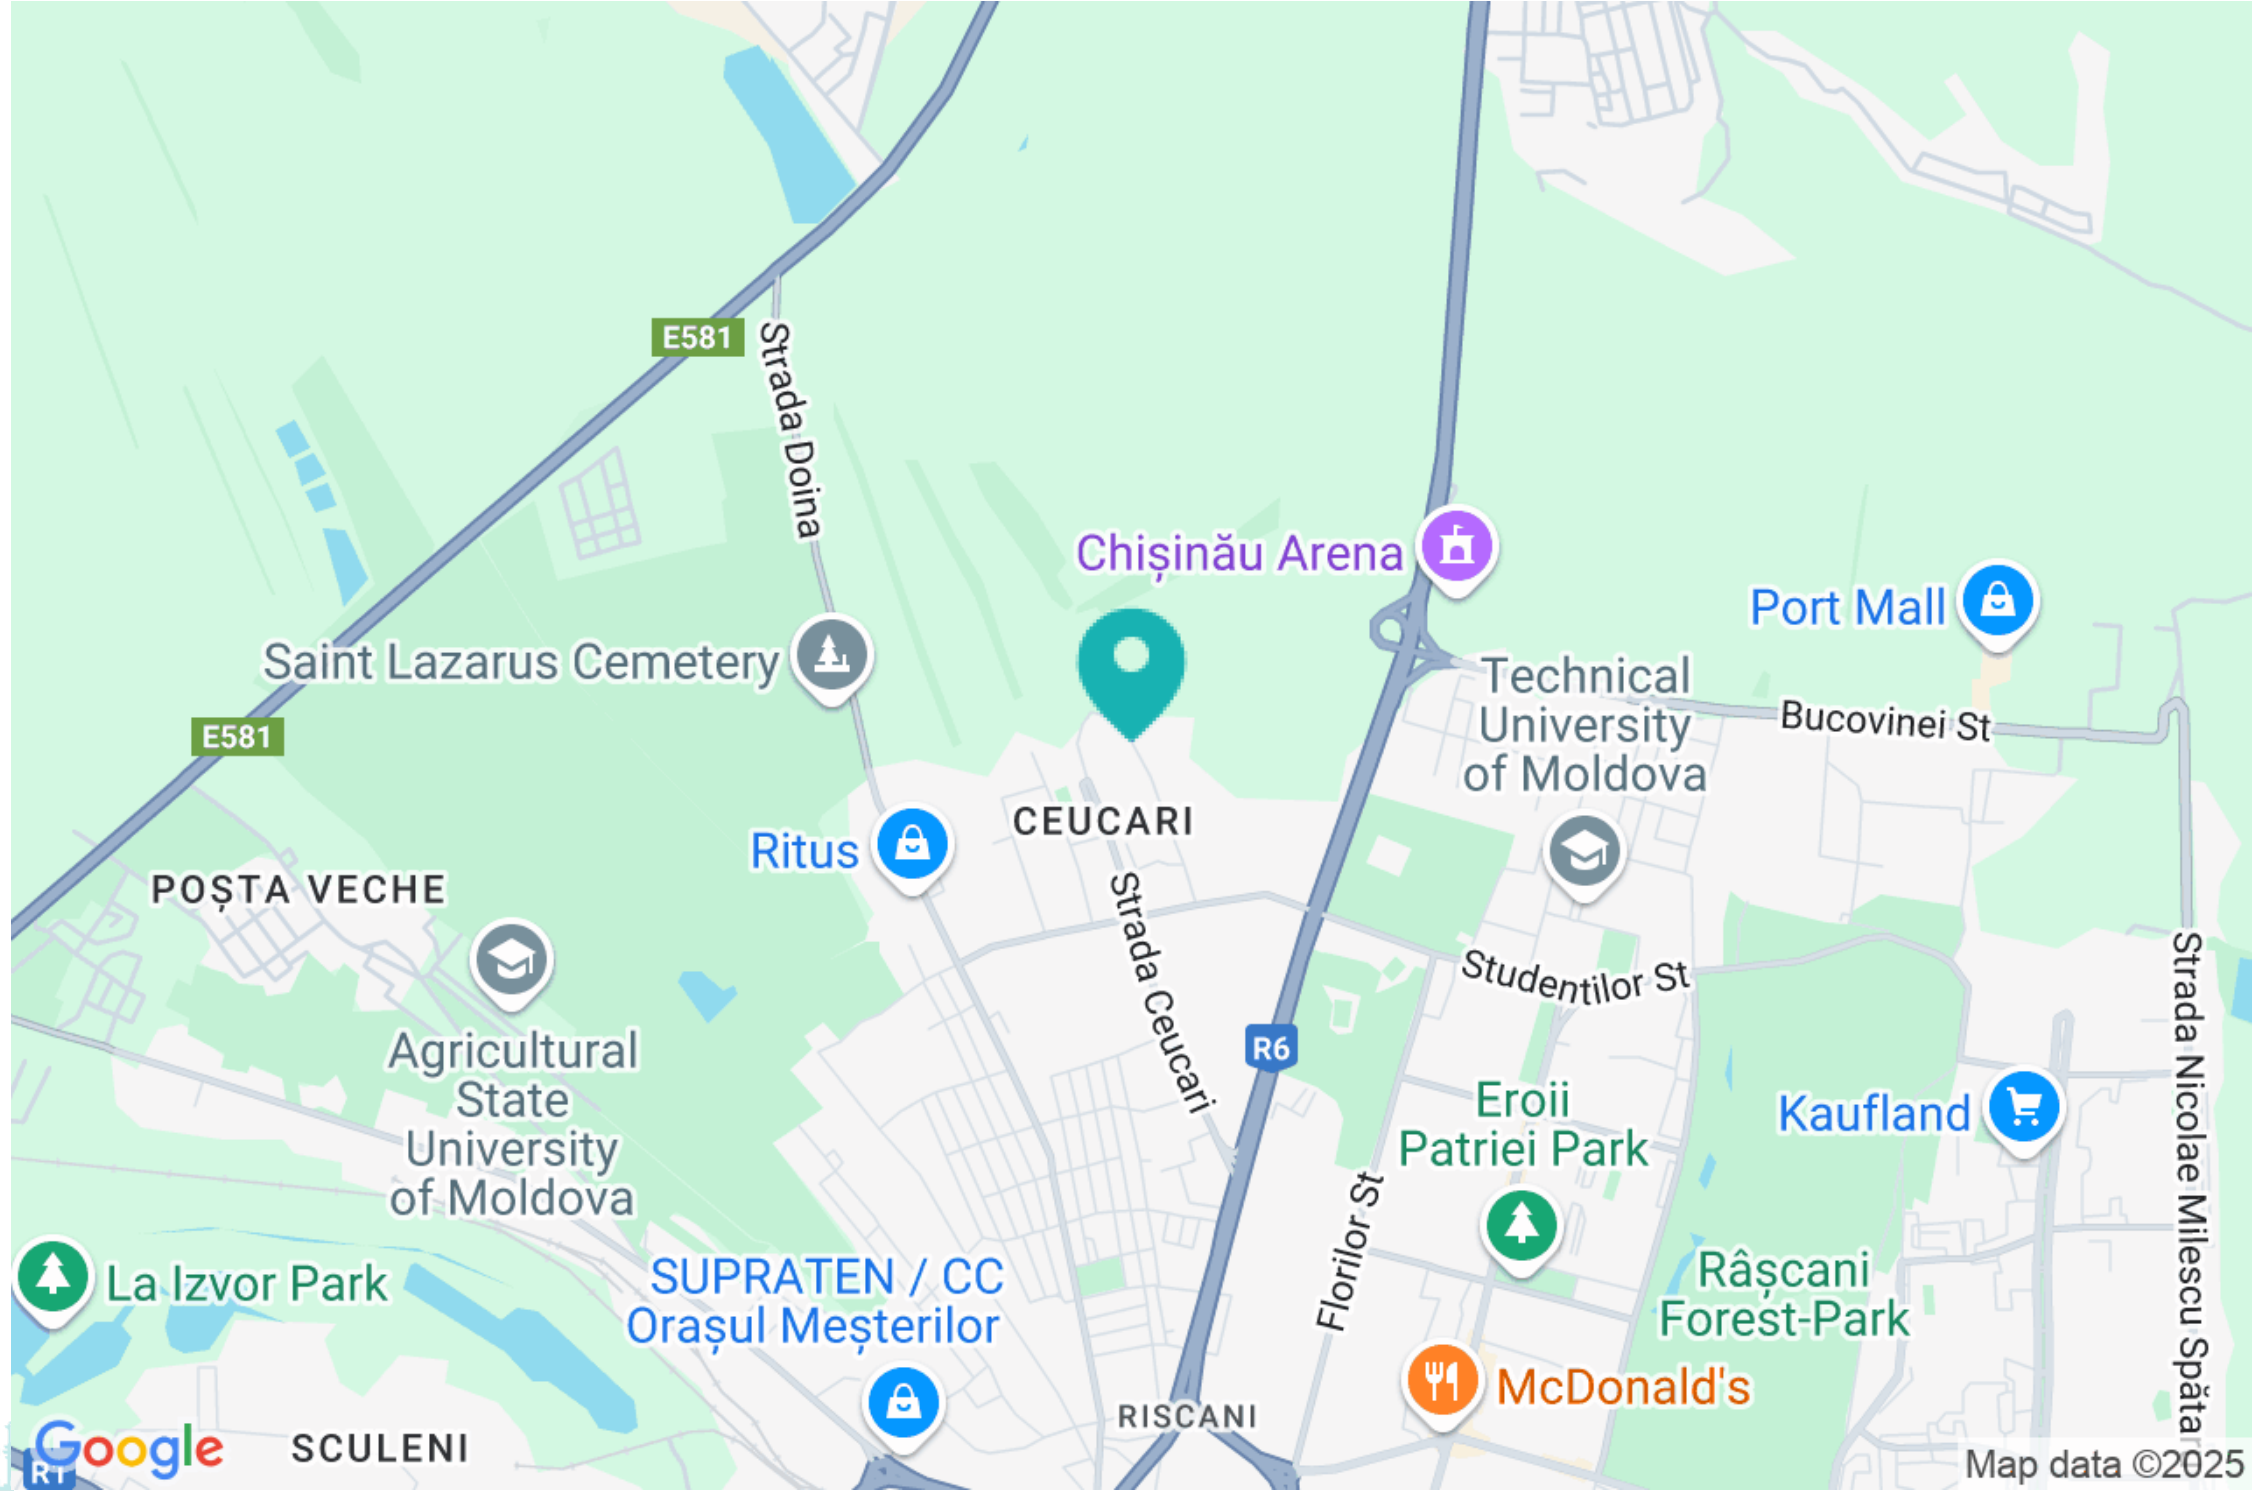 E581
Strada Doina
Chișinău Arena
Port Mall
Saint Lazarus Cemetery
Technical
University
of Moldova
Bucovinei St
E581
CEUCARI
Ritus
POȘTA VECHE
Strada Ceucari
Studentilor St
Strada Nicolae Milescu Spătar
Agricultural
State
University
of Moldova
R6
Eroii
Patriei Park
Kaufland
Florilor St
La Izvor Park
SUPRATEN / CC
Orașul Meșterilor
Râșcani
Forest-Park
McDonald's
RISCANI
Google
SCULENI
R1
Map data ©2025